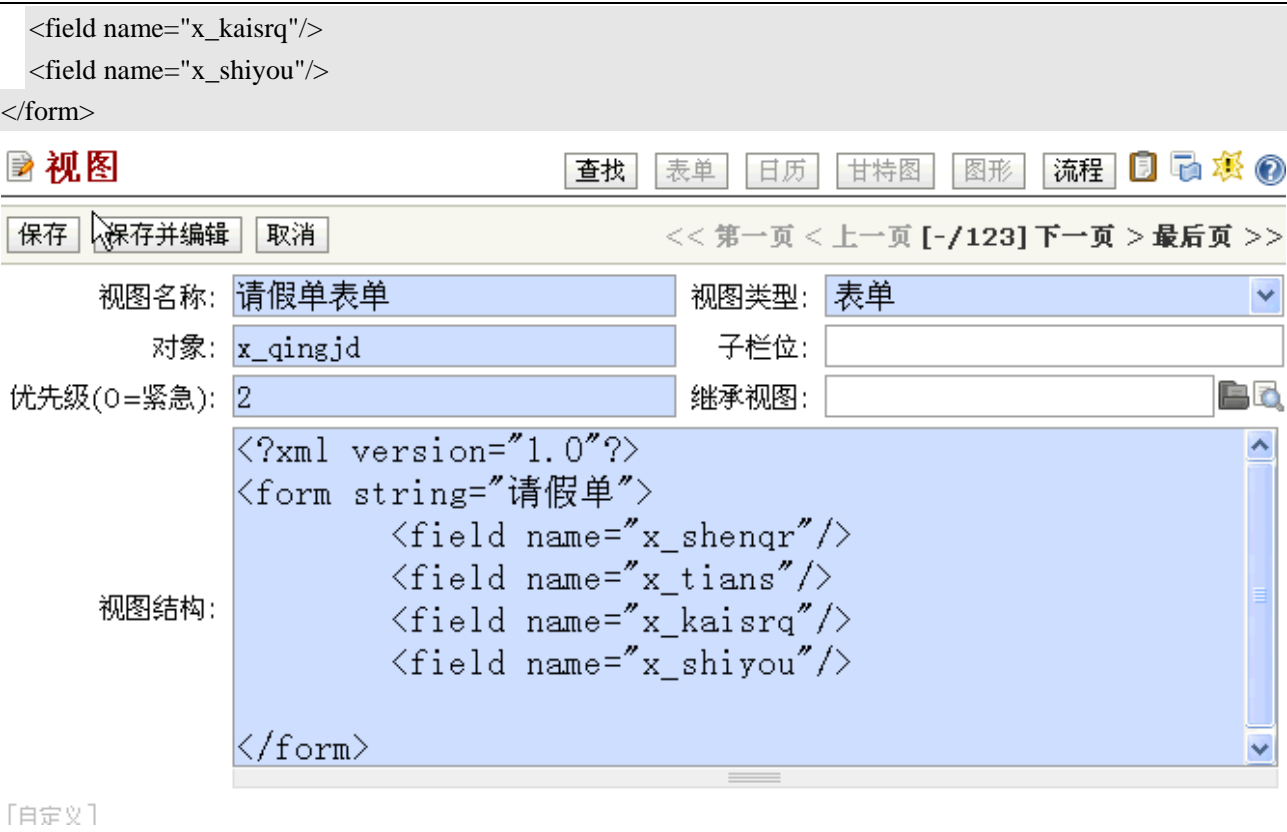 <field name="x_kaisrq"/>
<field name="x_shiyou"/>
</form>
视图 查找 表单 日历 甘特图 图形 流程
保存 保存并编辑 取消 << 第一页 < 上一页 [-/123] 下一页 > 最后页 >>
视图名称: 请假单表单 视图类型: 表单
对象: x_qingjd 子栏位:
优先级(0=紧急): 2 继承视图:
<?xml version="1.0"?>
<form string="请假单">
<field name="x_shenqr"/>
<field name="x_tians"/>
视图结构: <field name="x_kaisrq"/>
<field name="x_shiyou"/>
</form>
[自定义]